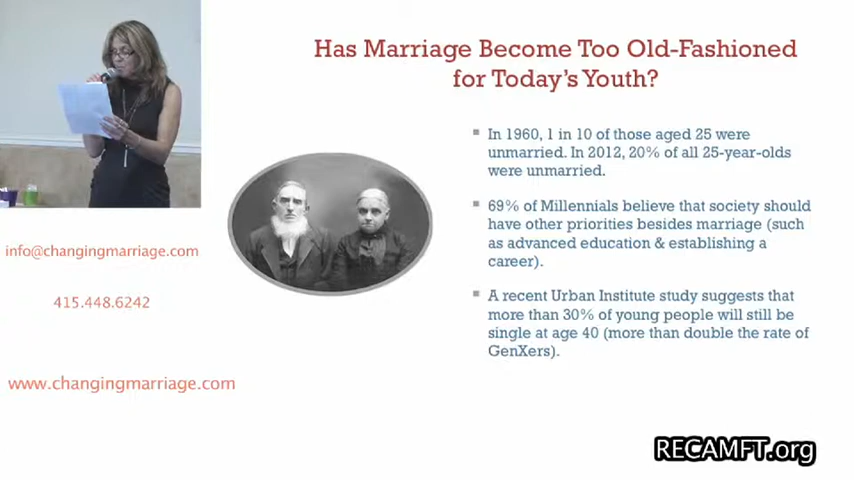 Has Marriage Become Too Old-Fashioned
for Today's Youth?
In 1960, 1 in 10 of those aged 25 were
unmarried. In 2012, 20% of all 25-year-olds
were unmarried.
69% of Millennials believe that society should
have other priorities besides marriage (such
as advanced education & establishing a
career).
A recent Urban Institute study suggests that
more than 30% of young people will still be
single at age 40 (more than double the rate of
GenXers).
info@changingmarriage.com
415.448.6242
www.changingmarriage.com
RECAMFT.org